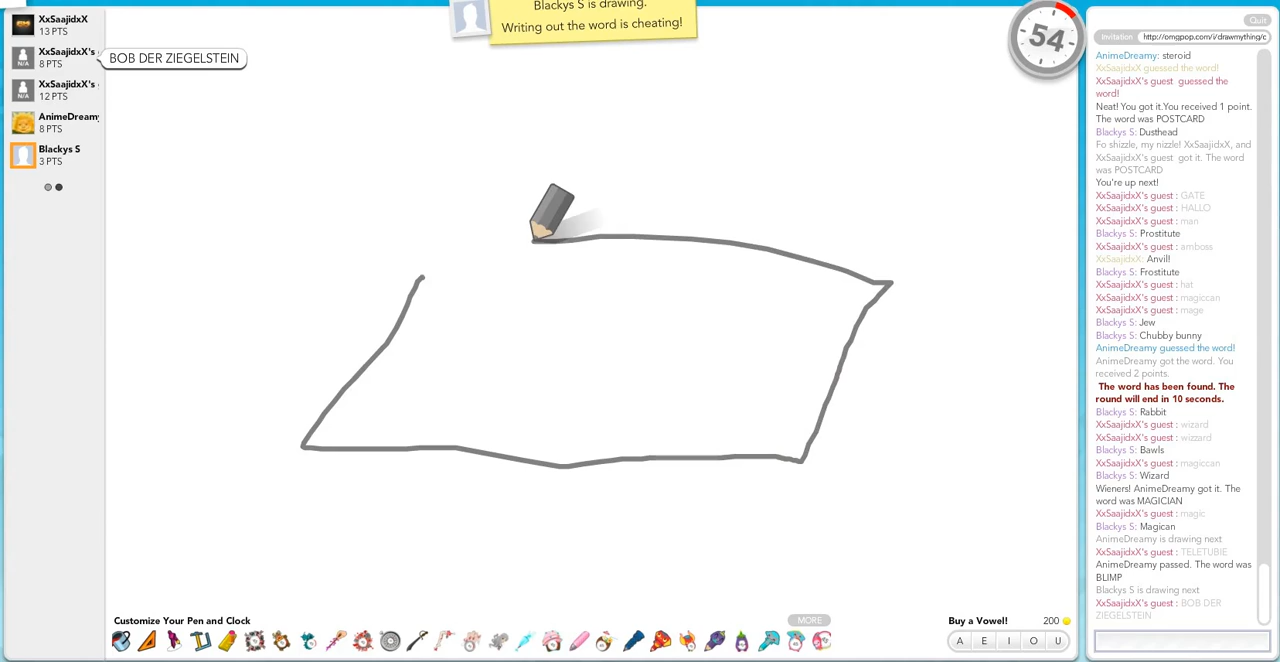 XxSaajidxX
13 PTS
XxSaajidxX's
8 PTS
XxSaajidxX's
12 PTS
AnimeDreamy
8 PTS
Blackys S
3 PTS
BOB DER ZIEGELSTEIN
Blackys S is drawing.
Writing out the word is cheating!
54
Quit
Invitation http://omgpop.com/i/drawmything/c
AnimeDreamy: steroid
XxSaajidxX guessed the word!
XxSaajidxX's guest guessed the
word!
Neat! You got it.You received 1 point.
The word was POSTCARD
Blackys S: Dusthead
Fo shizzle, my nizzle! XxSaajidxX, and
XxSaajidxX's guest got it. The word
was POSTCARD
You're up next!
XxSaajidxX's guest : GATE
XxSaajidxX's guest : HALLO
XxSaajidxX's guest : man
Blackys S: Prostitute
XxSaajidxX's guest : amboss
XxSaajidxX: Anvil!
Blackys S: Frostitute
XxSaajidxX's guest : hat
XxSaajidxX's guest : magiccan
XxSaajidxX's guest : mage
Blackys S: Jew
Blackys S: Chubby bunny
AnimeDreamy guessed the word!
AnimeDreamy got the word. You
received 2 points.
The word has been found. The
round will end in 10 seconds.
Blackys S: Rabbit
XxSaajidxX's guest : wizard
XxSaajidxX's guest : wizzard
Blackys S: Bawls
XxSaajidxX's guest : magiccan
Blackys S: Wizard
Wieners! AnimeDreamy got it. The
word was MAGICIAN
XxSaajidxX's guest : magic
Blackys S: Magican
AnimeDreamy is drawing next
XxSaajidxX's guest : TELETUBIE
AnimeDreamy passed. The word was
BLIMP
Blackys S is drawing next
XxSaajidxX's guest : BOB DER
ZIEGELSTEIN
Customize Your Pen and Clock
MORE
Buy a Vowel! 200
A E I O U